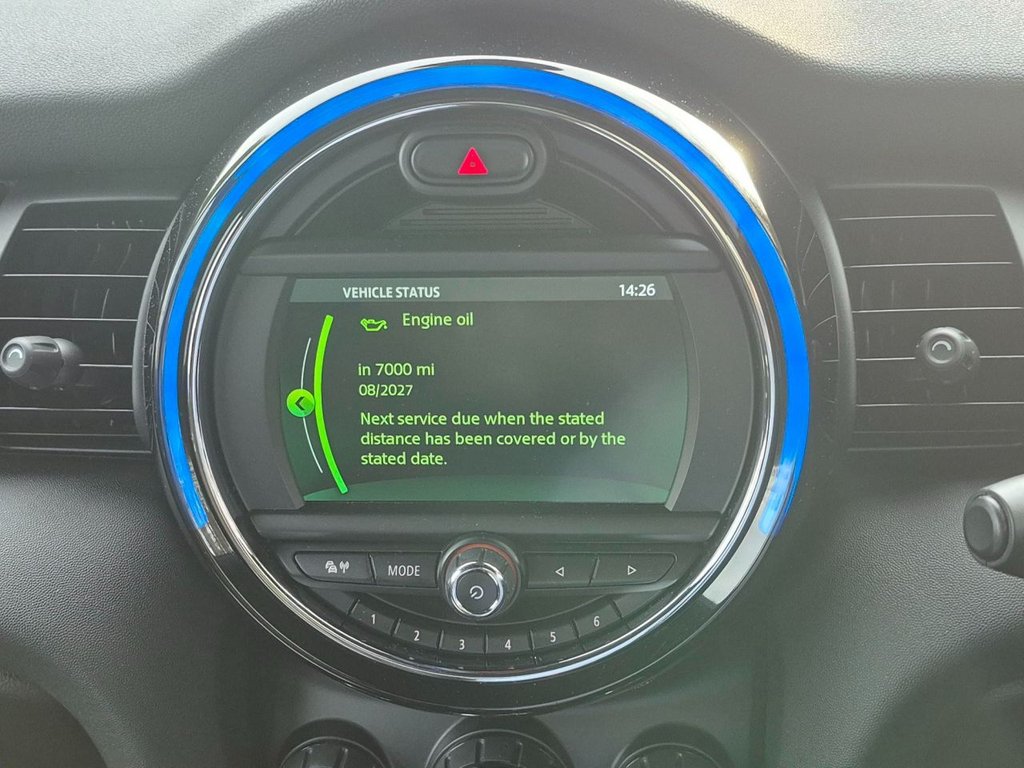 VEHICLE STATUS 14:26
Engine oil
in 7000 mi
08/2027
Next service due when the stated
distance has been covered or by the
stated date.
MODE
1 2 3 4 5 6